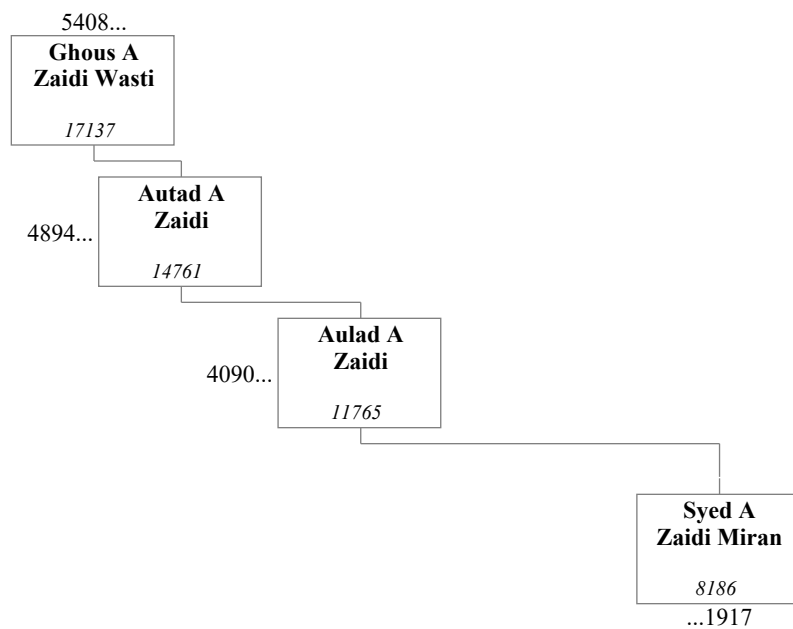 5408...
Ghous A
Zaidi Wasti
17137
Autad A
Zaidi
4894...
14761
Aulad A
Zaidi
4090...
11765
Syed A
Zaidi Miran
8186
...1917